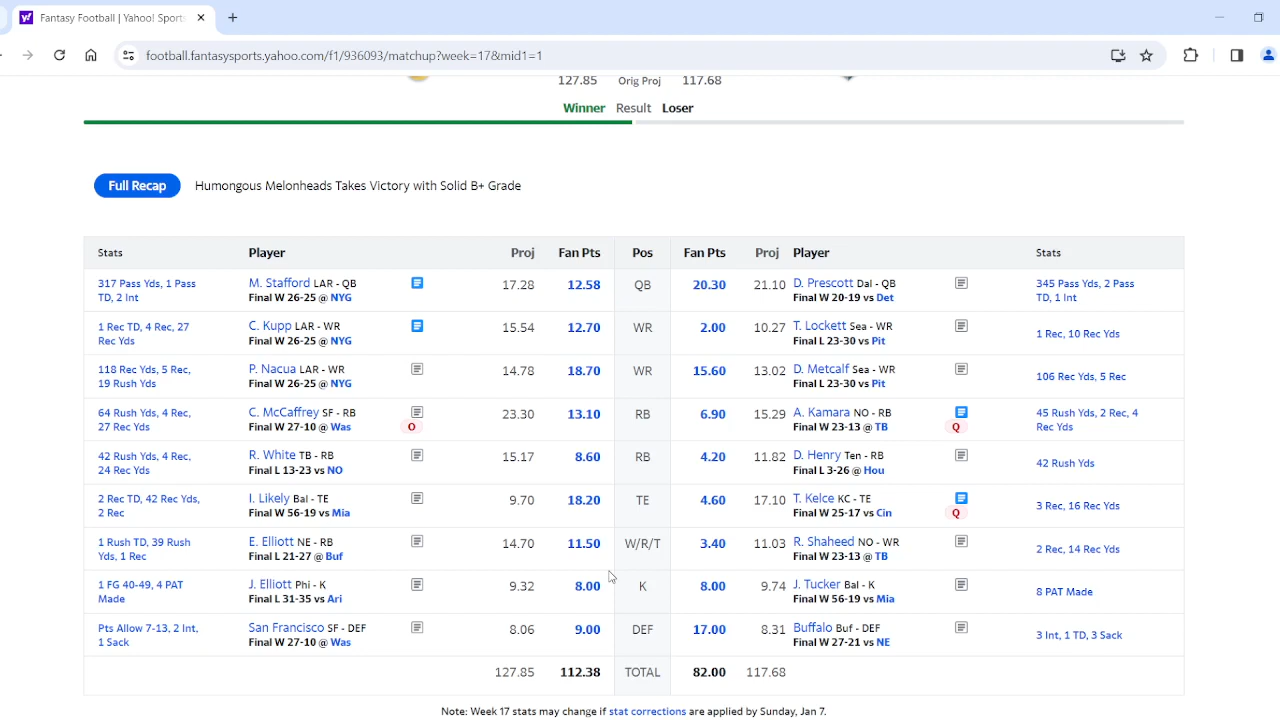 Fantasy Football | Yahoo! Sports
football.fantasysports.yahoo.com/f1/936093/matchup?week=17&mid1=1
127.85 Orig Proj 117.68
Winner Result Loser
Full Recap Humongous Melonheads Takes Victory with Solid B+ Grade
Stats Player Proj Fan Pts Pos Fan Pts Proj Player Stats
317 Pass Yds, 1 Pass M. Stafford LAR - QB 17.28 12.58 QB 20.30 21.10 D. Prescott Dal - QB 345 Pass Yds, 2 Pass
TD, 2 Int Final W 26-25 @ NYG Final W 20-19 vs Det TD, 1 Int
1 Rec TD, 4 Rec, 27 C. Kupp LAR - WR 15.54 12.70 WR 2.00 10.27 T. Lockett Sea - WR 1 Rec, 10 Rec Yds
Rec Yds Final W 26-25 @ NYG Final L 23-30 vs Pit
118 Rec Yds, 5 Rec, P. Nacua LAR - WR 14.78 18.70 WR 15.60 13.02 D. Metcalf Sea - WR 106 Rec Yds, 5 Rec
19 Rush Yds Final W 26-25 @ NYG Final L 23-30 vs Pit
64 Rush Yds, 4 Rec, C. McCaffrey SF - RB 23.30 13.10 RB 6.90 15.29 A. Kamara NO - RB 45 Rush Yds, 2 Rec, 4
27 Rec Yds Final W 27-10 @ Was O Final W 23-13 @ TB Q Rec Yds
42 Rush Yds, 4 Rec, R. White TB - RB 15.17 8.60 RB 4.20 11.82 D. Henry Ten - RB 42 Rush Yds
24 Rec Yds Final L 13-23 vs NO Final L 3-26 @ Hou
2 Rec TD, 42 Rec Yds, I. Likely Bal - TE 9.70 18.20 TE 4.60 17.10 T. Kelce KC - TE 3 Rec, 16 Rec Yds
2 Rec Final W 56-19 vs Mia Final W 25-17 vs Cin Q
1 Rush TD, 39 Rush E. Elliott NE - RB 14.70 11.50 W/R/T 3.40 11.03 R. Shaheed NO - WR 2 Rec, 14 Rec Yds
Yds, 1 Rec Final L 21-27 @ Buf Final W 23-13 @ TB
1 FG 40-49, 4 PAT J. Elliott Phi - K 9.32 8.00 K 8.00 9.74 J. Tucker Bal - K 8 PAT Made
Made Final L 31-35 vs Ari Final W 56-19 vs Mia
Pts Allow 7-13, 2 Int, San Francisco SF - DEF 8.06 9.00 DEF 17.00 8.31 Buffalo Buf - DEF 3 Int, 1 TD, 3 Sack
1 Sack Final W 27-10 @ Was Final W 27-21 vs NE
127.85 112.38 TOTAL 82.00 117.68
Note: Week 17 stats may change if stat corrections are applied by Sunday, Jan 7.